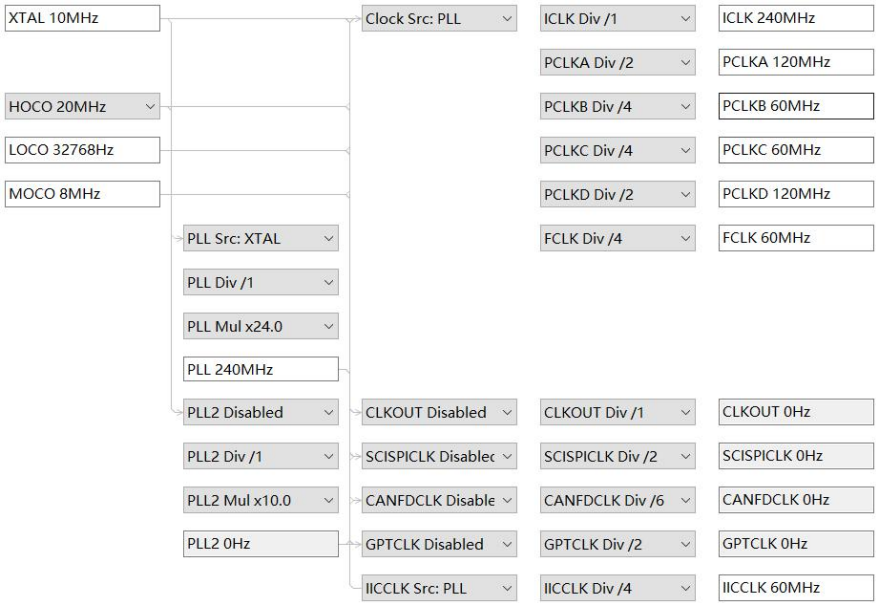 XTAL 10MHz
Clock Src: PLL
ICLK Div /1
ICLK 240MHz
PCLKA Div /2
PCLKA 120MHz
HOCO 20MHz
PCLKB Div /4
PCLKB 60MHz
LOCO 32768Hz
PCLKC Div /4
PCLKC 60MHz
MOCO 8MHz
PCLKD Div /2
PCLKD 120MHz
PLL Src: XTAL
FCLK Div /4
FCLK 60MHz
PLL Div /1
PLL Mul x24.0
PLL 240MHz
PLL2 Disabled
CLKOUT Disabled
CLKOUT Div /1
CLKOUT 0Hz
PLL2 Div /1
SCISPICLK Disablec
SCISPICLK Div /2
SCISPICLK 0Hz
PLL2 Mul x10.0
CANFDCLK Disable
CANFDCLK Div /6
CANFDCLK 0Hz
PLL2 0Hz
GPTCLK Disabled
GPTCLK Div /2
GPTCLK 0Hz
IICCLK Src: PLL
IICCLK Div /4
IICCLK 60MHz